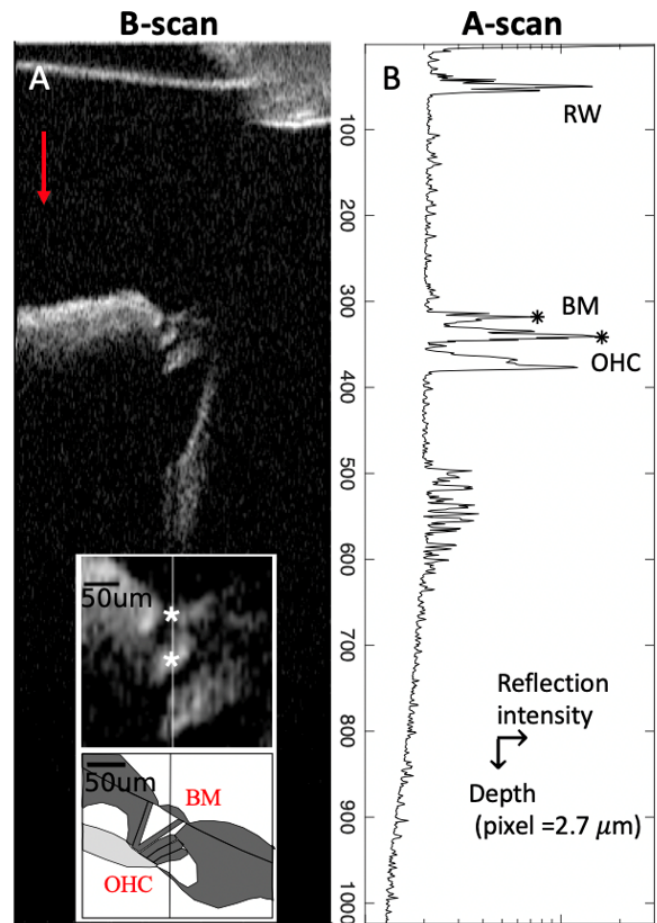 B-scan
A
50um
*
*
50um
BM
OHC
A-scan
B
RW
BM
*
*
OHC
100
200
300
400
500
600
700
800
900
1000
Reflection
intensity
Depth
(pixel =2.7 μm)